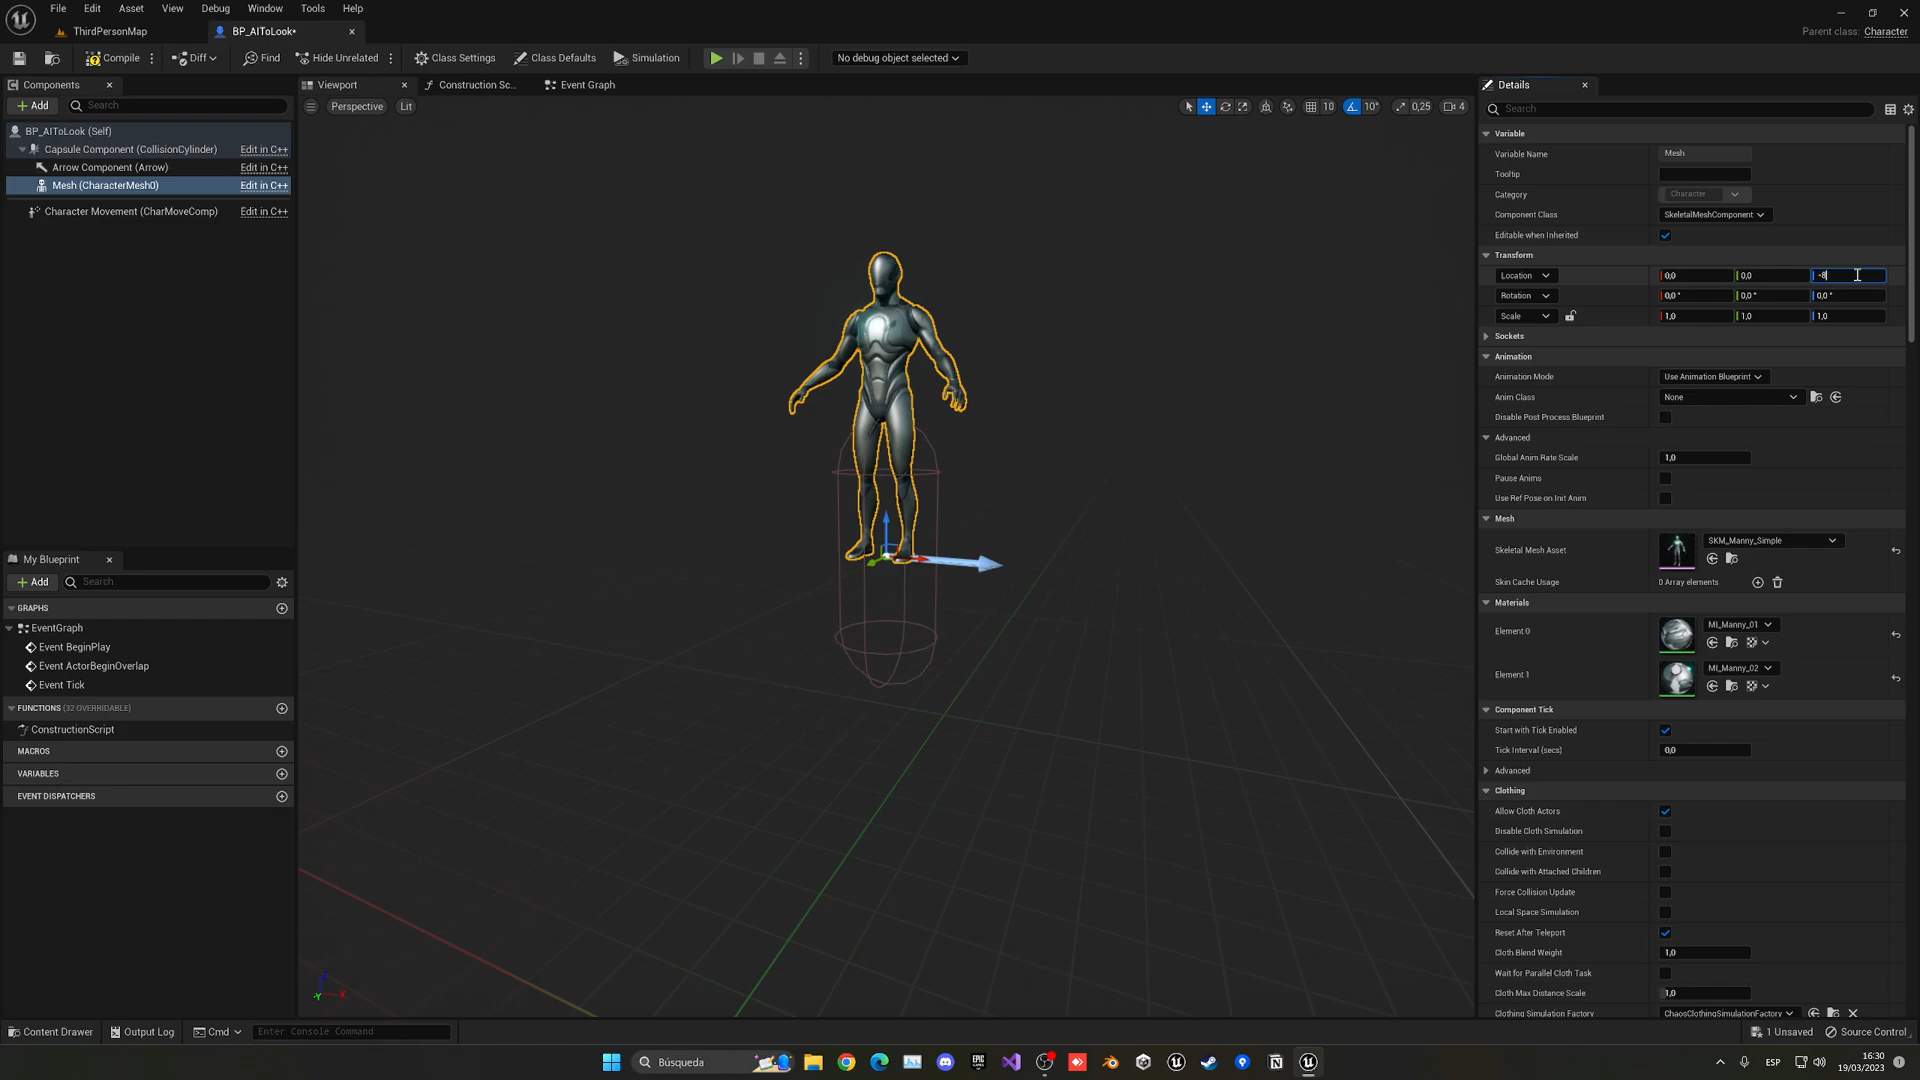 File Edit Asset View Debug Window Tools Help
ThirdPersonMap
BP_AIToLook*
Parent class: Character
Compile
Diff
Find
Hide Unrelated
Class Settings
Class Defaults
Simulation
No debug object selected
Components
Viewport
Construction Sc...
Event Graph
Details
Add
Search
Perspective
Lit
10
10°
0,25
4
Search
BP_AIToLook (Self)
Capsule Component (CollisionCylinder) Edit in C++
Arrow Component (Arrow) Edit in C++
Mesh (CharacterMesh0) Edit in C++
Character Movement (CharMoveComp) Edit in C++
My Blueprint
Add
Search
GRAPHS
EventGraph
Event BeginPlay
Event ActorBeginOverlap
Event Tick
FUNCTIONS (32 OVERRIDABLE)
ConstructionScript
MACROS
VARIABLES
EVENT DISPATCHERS
Z
Y
X
Variable
Variable Name Mesh
Tooltip
Category Character
Component Class SkeletalMeshComponent
Editable when Inherited
Transform
Location 0,0 0,0 -8
Rotation 0,0 ° 0,0 ° 0,0 °
Scale 1,0 1,0 1,0
Sockets
Animation
Animation Mode Use Animation Blueprint
Anim Class None
Disable Post Process Blueprint
Advanced
Global Anim Rate Scale 1,0
Pause Anims
Use Ref Pose on Init Anim
Mesh
Skeletal Mesh Asset SKM_Manny_Simple
Skin Cache Usage 0 Array elements
Materials
Element 0 MI_Manny_01
Element 1 MI_Manny_02
Component Tick
Start with Tick Enabled
Tick Interval (secs) 0,0
Advanced
Clothing
Allow Cloth Actors
Disable Cloth Simulation
Collide with Environment
Collide with Attached Children
Force Collision Update
Local Space Simulation
Reset After Teleport
Cloth Blend Weight 1,0
Wait for Parallel Cloth Task
Cloth Max Distance Scale 1,0
Clothing Simulation Factory ChaosClothingSimulationFactory
Content Drawer
Output Log
Cmd
Enter Console Command
1 Unsaved
Source Control
Búsqueda
EPIC GAMES
ESP
16:30
19/03/2023